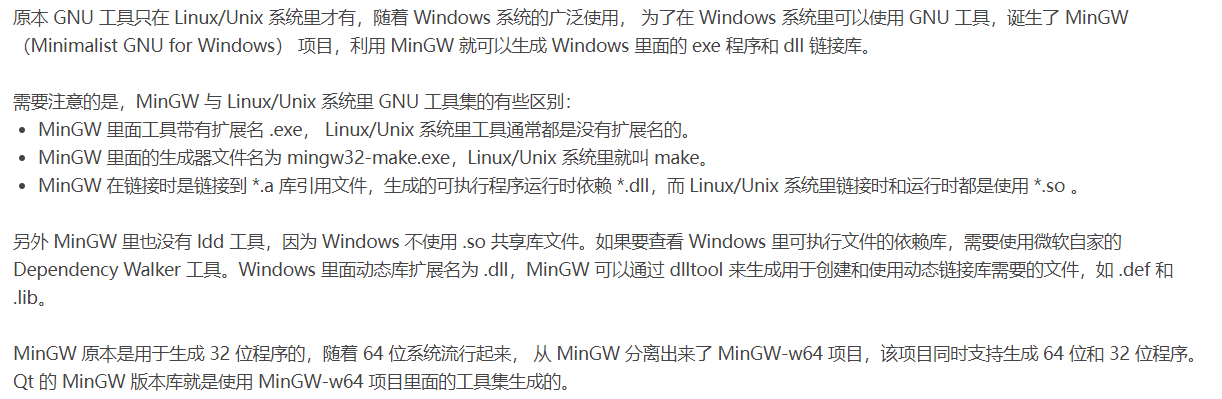 原本 GNU 工具只在 Linux/Unix 系统里才有，随着 Windows 系统的广泛使用， 为了在 Windows 系统里可以使用 GNU 工具，诞生了 MinGW
（Minimalist GNU for Windows） 项目，利用 MinGW 就可以生成 Windows 里面的 exe 程序和 dll 链接库。
需要注意的是，MinGW 与 Linux/Unix 系统里 GNU 工具集的有些区别：
• MinGW 里面工具带有扩展名 .exe， Linux/Unix 系统里工具通常都是没有扩展名的。
• MinGW 里面的生成器文件名为 mingw32-make.exe，Linux/Unix 系统里就叫 make。
• MinGW 在链接时是链接到 *.a 库引用文件，生成的可执行程序运行时依赖 *.dll，而 Linux/Unix 系统里链接时和运行时都是使用 *.so 。
另外 MinGW 里也没有 ldd 工具，因为 Windows 不使用 .so 共享库文件。如果要查看 Windows 里可执行文件的依赖库，需要使用微软自家的
Dependency Walker 工具。Windows 里面动态库扩展名为 .dll，MinGW 可以通过 dlltool 来生成用于创建和使用动态链接库需要的文件，如 .def 和
.lib。
MinGW 原本是用于生成 32 位程序的，随着 64 位系统流行起来， 从 MinGW 分离出来了 MinGW-w64 项目，该项目同时支持生成 64 位和 32 位程序。
Qt 的 MinGW 版本库就是使用 MinGW-w64 项目里面的工具集生成的。